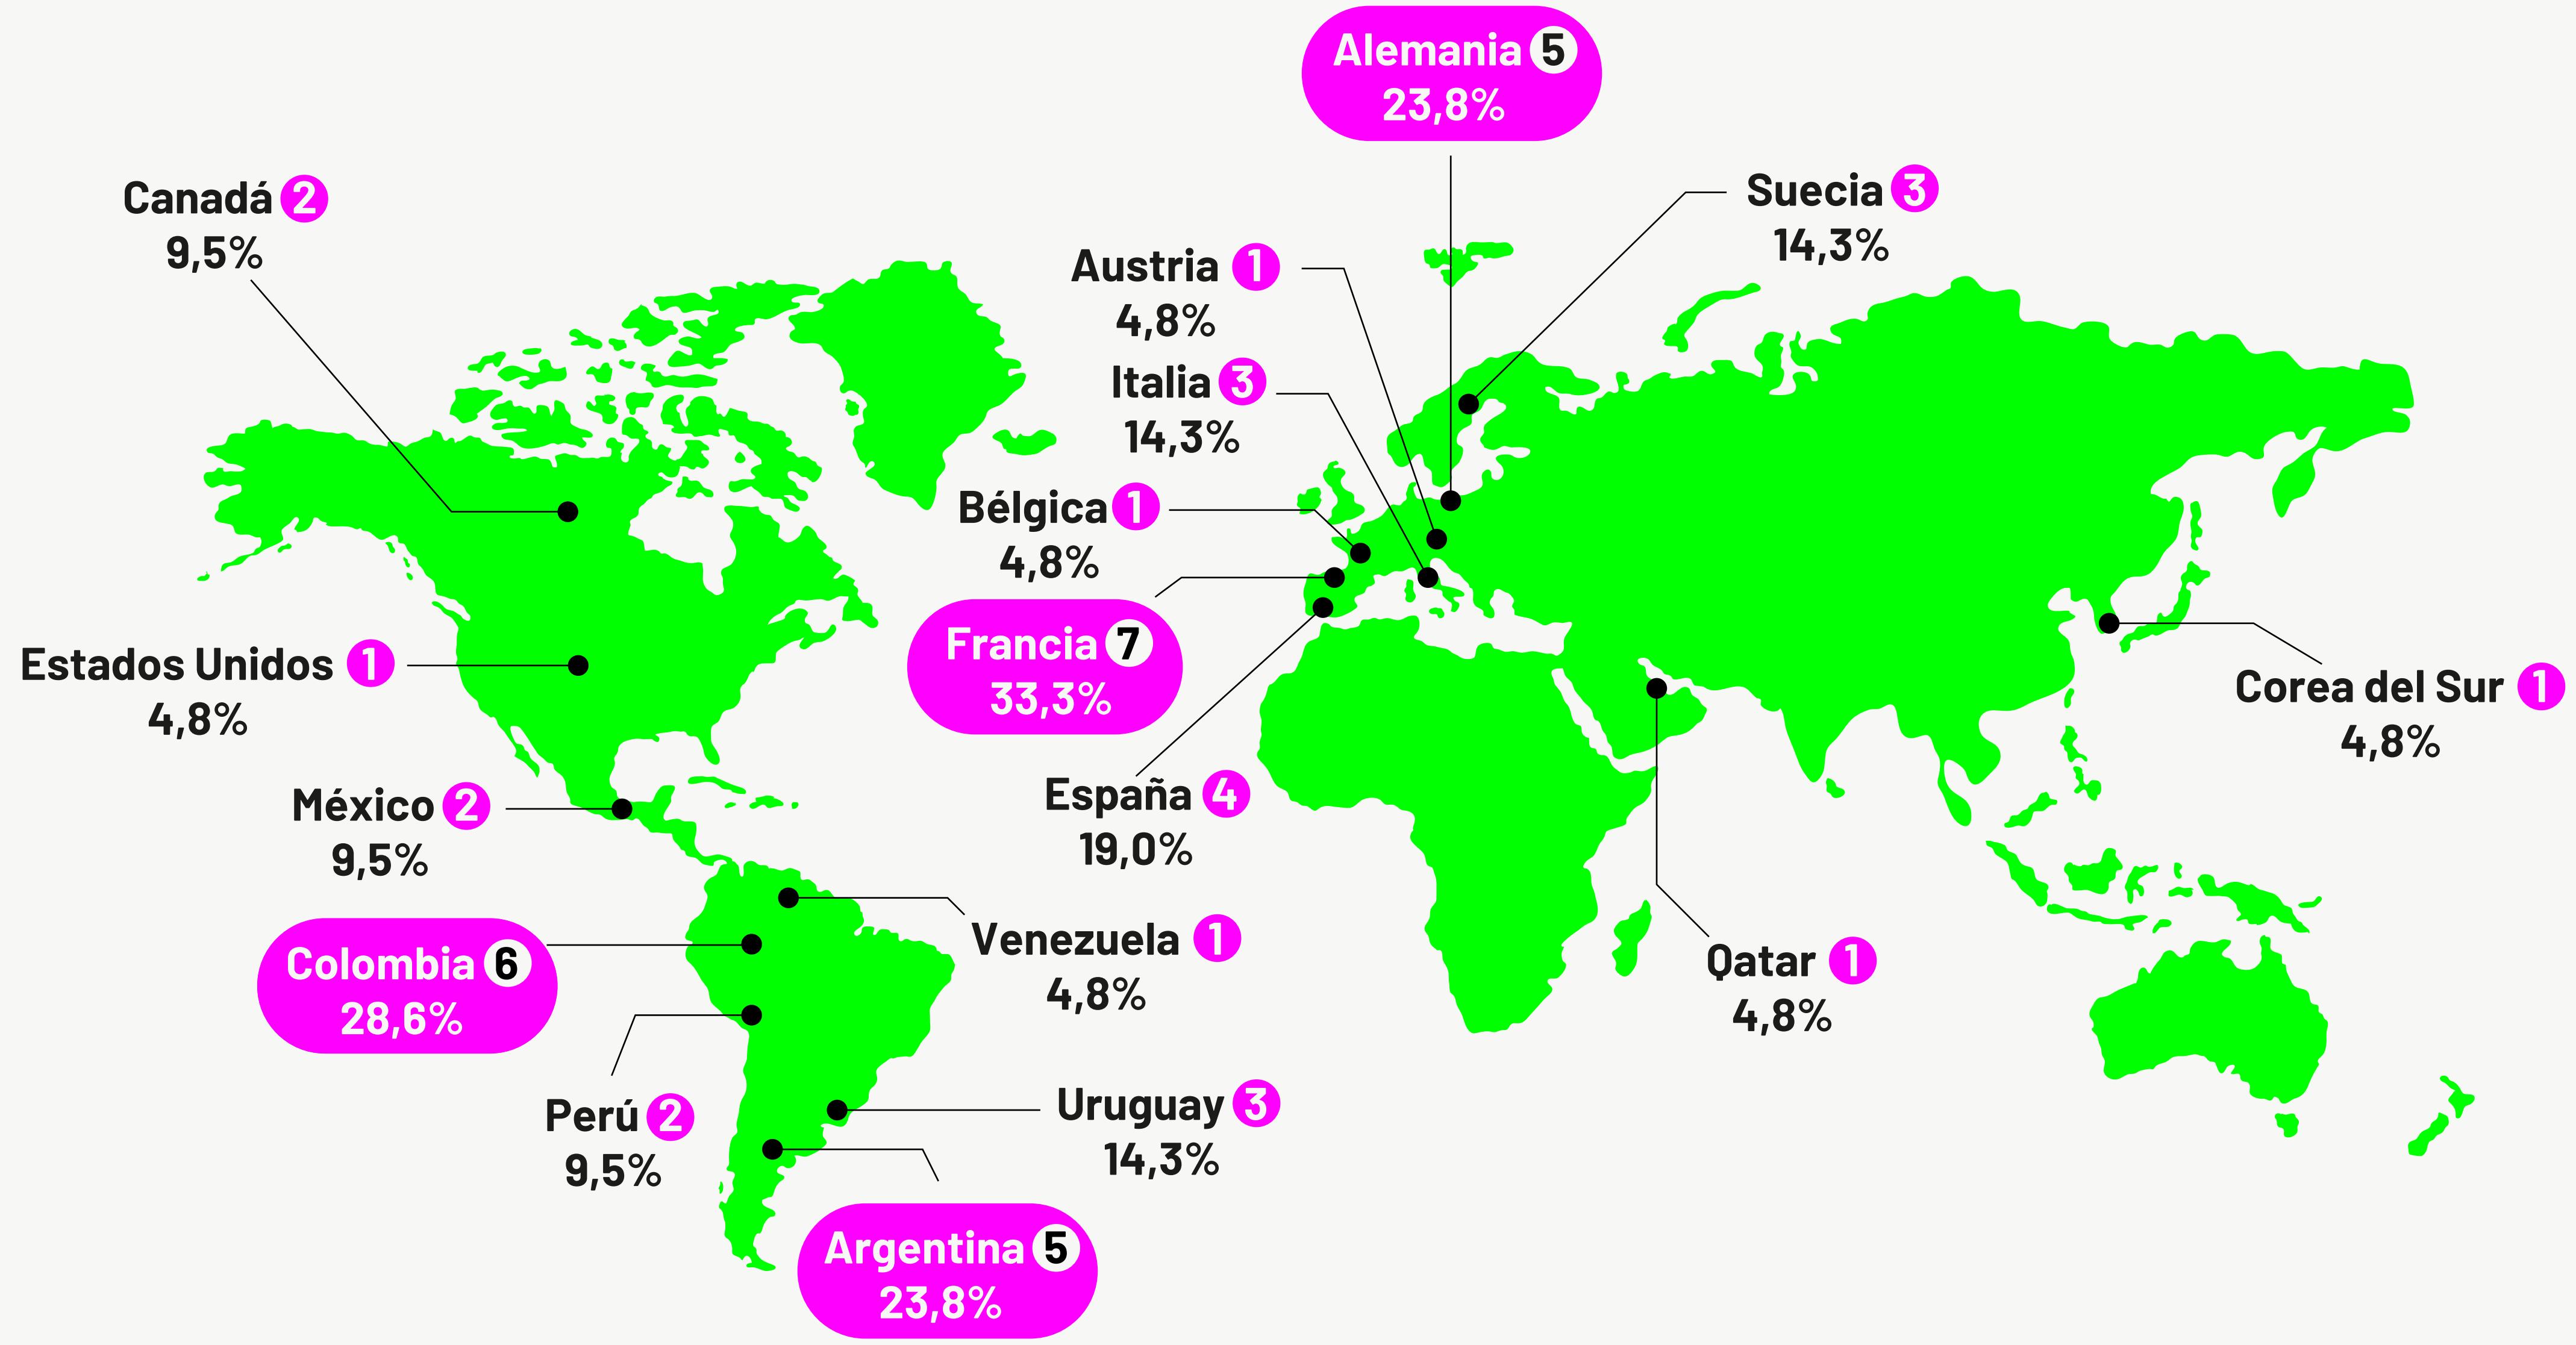 Alemania 5
23,8%
Canadá 2
9,5%
Suecia 3
14,3%
Austria 1
4,8%
Italia 3
14,3%
Bélgica 1
4,8%
Francia 7
33,3%
Estados Unidos 1
4,8%
Corea del Sur 1
4,8%
México 2
9,5%
España 4
19,0%
Venezuela 1
4,8%
Colombia 6
28,6%
Qatar 1
4,8%
Perú 2
9,5%
Uruguay 3
14,3%
Argentina 5
23,8%